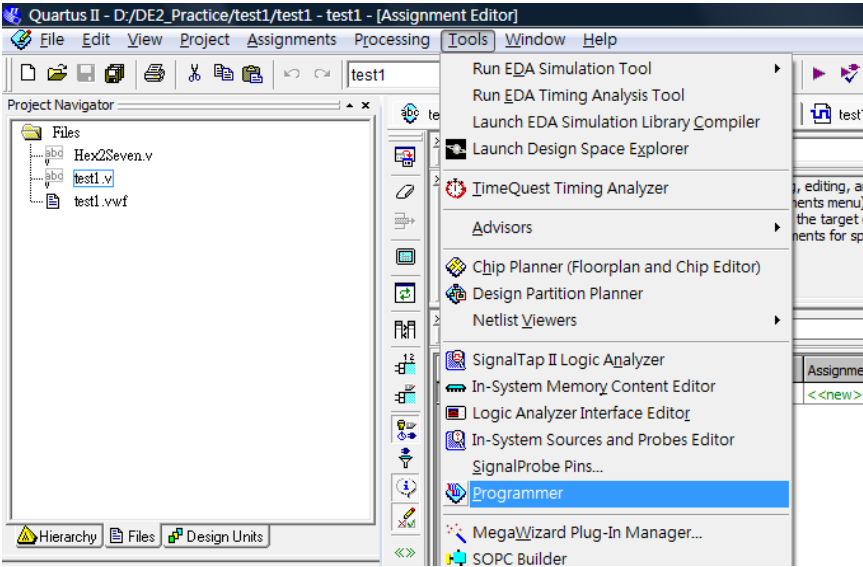 Quartus II - D:/DE2_Practice/test1/test1 - test1 - [Assignment Editor]
File Edit View Project Assignments Processing Tools Window Help
test1
Project Navigator
Files
Hex2Seven.v
test1.v
test1.vwf
Hierarchy Files Design Units
Run EDA Simulation Tool
Run EDA Timing Analysis Tool
Launch EDA Simulation Library Compiler
Launch Design Space Explorer
TimeQuest Timing Analyzer
Advisors
Chip Planner (Floorplan and Chip Editor)
Design Partition Planner
Netlist Viewers
SignalTap II Logic Analyzer
In-System Memory Content Editor
Logic Analyzer Interface Editor
In-System Sources and Probes Editor
SignalProbe Pins...
Programmer
MegaWizard Plug-In Manager...
SOPC Builder
, editing, a
ments menu)
the target
ments for sp
Assignme
<<new>